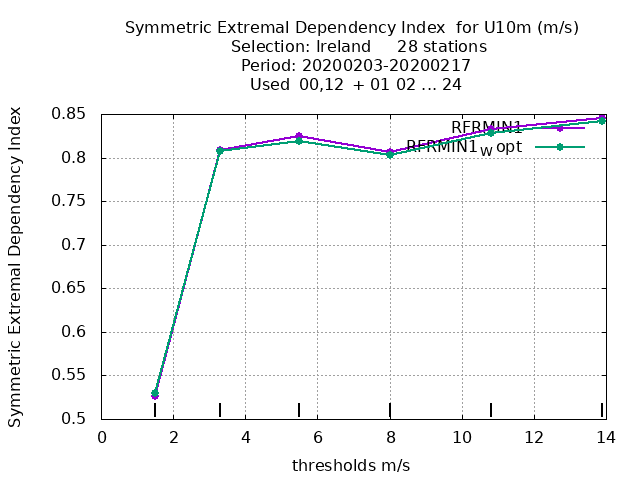 Symmetric Extremal Dependency Index for U10m (m/s)
Selection: Ireland 28 stations
Period: 20200203-20200217
Used 00,12 + 01 02 ... 24
Symmetric Extremal Dependency Index
0.85
0.8
0.75
0.7
0.65
0.6
0.55
0.5
RFRMIN1
RFRMIN1W opt
0 2 4 6 8 10 12 14
thresholds m/s